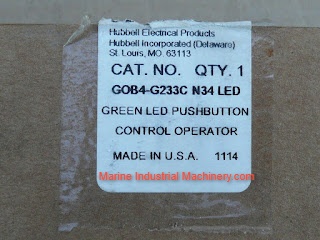 Hubbell Electrical Products
Hubbell Incorporated (Delaware)
St. Louis, MO. 63113
CAT. NO. QTY. 1
GOB4-G233C N34 LED
GREEN LED PUSHBUTTON
CONTROL OPERATOR
MADE IN U.S.A. 1114
Marine Industrial Machinery.com